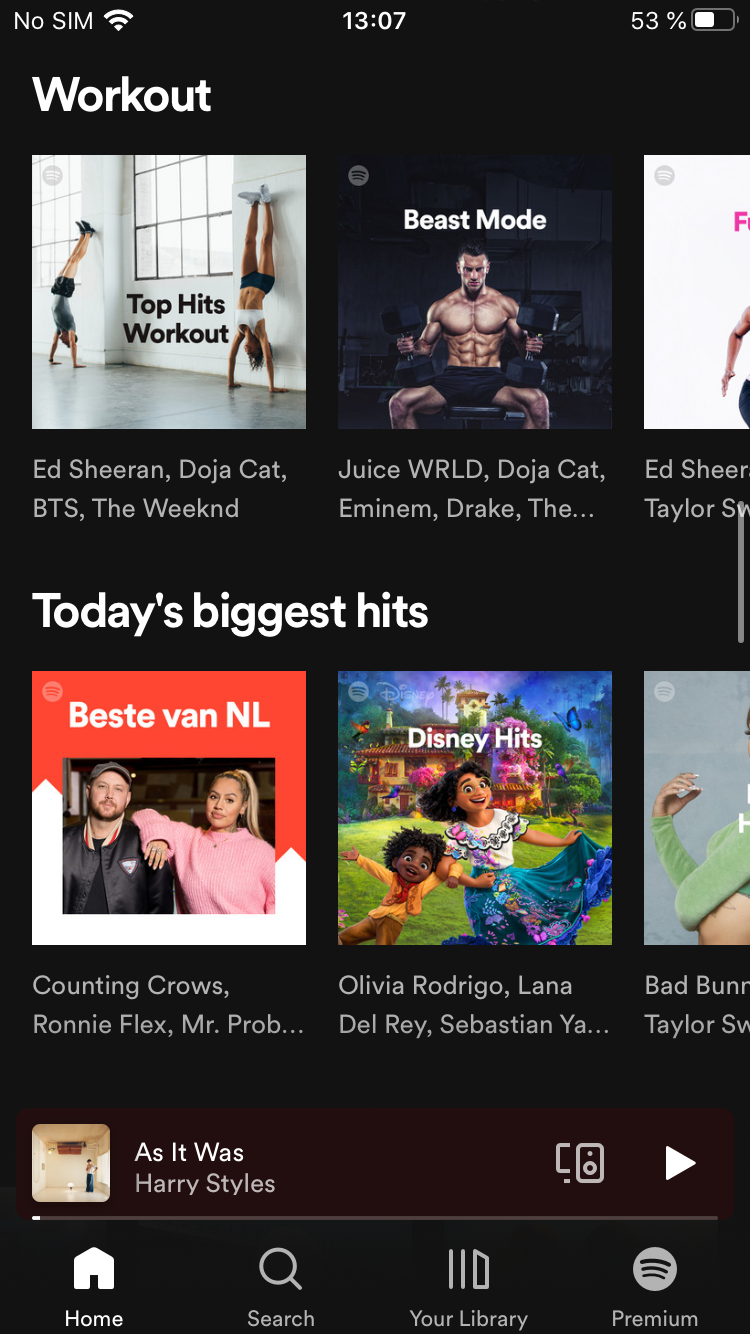 No SIM 13:07 53 %
Workout
Top Hits
Workout
Beast Mode
Ed Sheeran, Doja Cat,
BTS, The Weeknd
Juice WRLD, Doja Cat,
Eminem, Drake, The...
Ed Sheer
Taylor Sw
Today's biggest hits
Beste van NL
DISNEY
Disney Hits
Counting Crows,
Ronnie Flex, Mr. Prob...
Olivia Rodrigo, Lana
Del Rey, Sebastian Ya...
Bad Bunn
Taylor Sw
As It Was
Harry Styles
Home
Search
Your Library
Premium